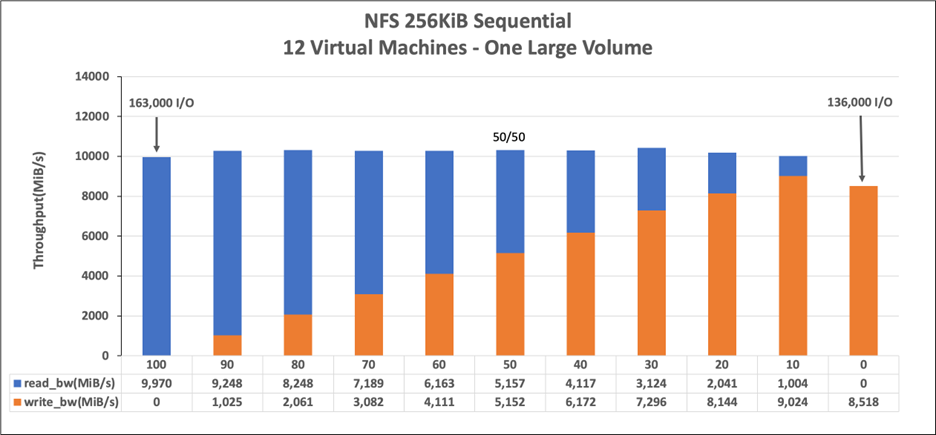 NFS 256KiB Sequential
12 Virtual Machines - One Large Volume
Throughput(MiB/s)
14000
12000
10000
8000
6000
4000
2000
0
163,000 I/O
50/50
136,000 I/O
100 90 80 70 60 50 40 30 20 10 0
read_bw(MiB/s) 9,970 9,248 8,248 7,189 6,163 5,157 4,117 3,124 2,041 1,004 0
write_bw(MiB/s) 0 1,025 2,061 3,082 4,111 5,152 6,172 7,296 8,144 9,024 8,518